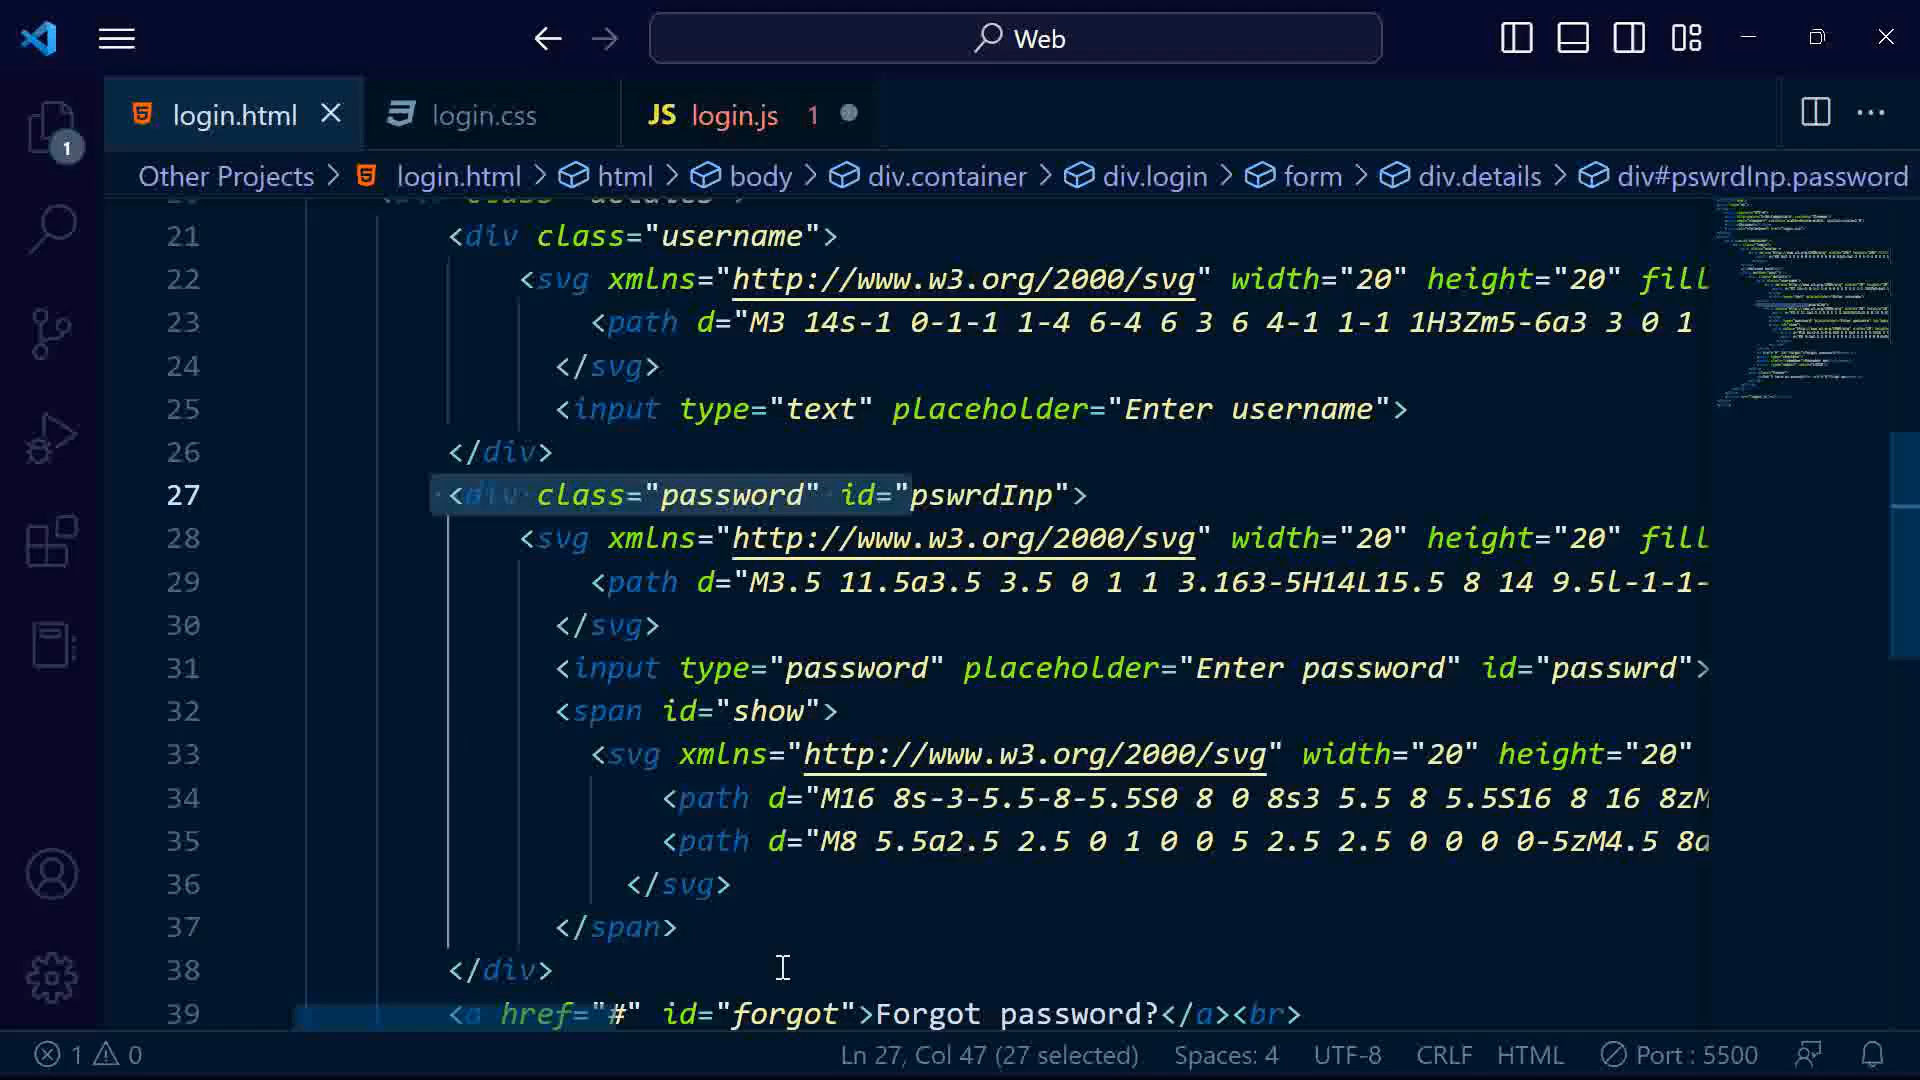 Web
login.html
login.css
JS login.js 1
1
Other Projects > login.html > html > body > div.container > div.login > form > div.details > div#pswrdInp.password
21 <div class="username">
22 <svg xmlns="http://www.w3.org/2000/svg" width="20" height="20" fill
23 <path d="M3 14s-1 0-1-1 1-4 6-4 6 3 6 4-1 1-1 1H3Zm5-6a3 3 0 1
24 </svg>
25 <input type="text" placeholder="Enter username">
26 </div>
27 <div class="password" id="pswrdInp">
28 <svg xmlns="http://www.w3.org/2000/svg" width="20" height="20" fill
29 <path d="M3.5 11.5a3.5 3.5 0 1 1 3.163-5H14L15.5 8 14 9.5l-1-1-
30 </svg>
31 <input type="password" placeholder="Enter password" id="passwrd">
32 <span id="show">
33 <svg xmlns="http://www.w3.org/2000/svg" width="20" height="20"
34 <path d="M16 8s-3-5.5-8-5.5S0 8 0 8s3 5.5 8 5.5S16 8 16 8zM
35 <path d="M8 5.5a2.5 2.5 0 1 0 0 5 2.5 2.5 0 0 0 0-5zM4.5 8a
36 </svg>
37 </span>
38 </div>
39 <a href="#" id="forgot">Forgot password?</a><br>
1 0 Ln 27, Col 47 (27 selected) Spaces: 4 UTF-8 CRLF HTML Port : 5500